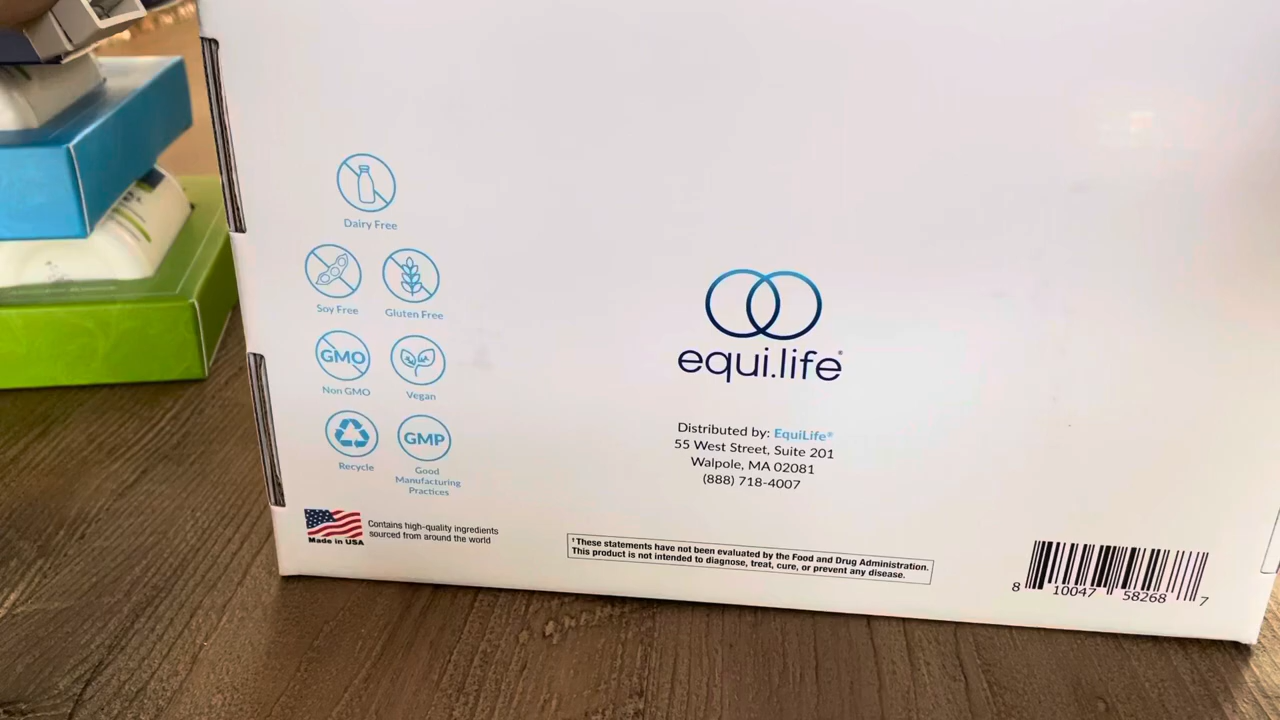 Dairy Free
Soy Free
Gluten Free
GMO
Non GMO
Vegan
Recycle
GMP
Good
Manufacturing
Practices
Made in USA
Contains high-quality ingredients
sourced from around the world
equi.life®
Distributed by: EquiLife®
55 West Street, Suite 201
Walpole, MA 02081
(888) 718-4007
¹These statements have not been evaluated by the Food and Drug Administration.
This product is not intended to diagnose, treat, cure, or prevent any disease.
8 10047 58268 7